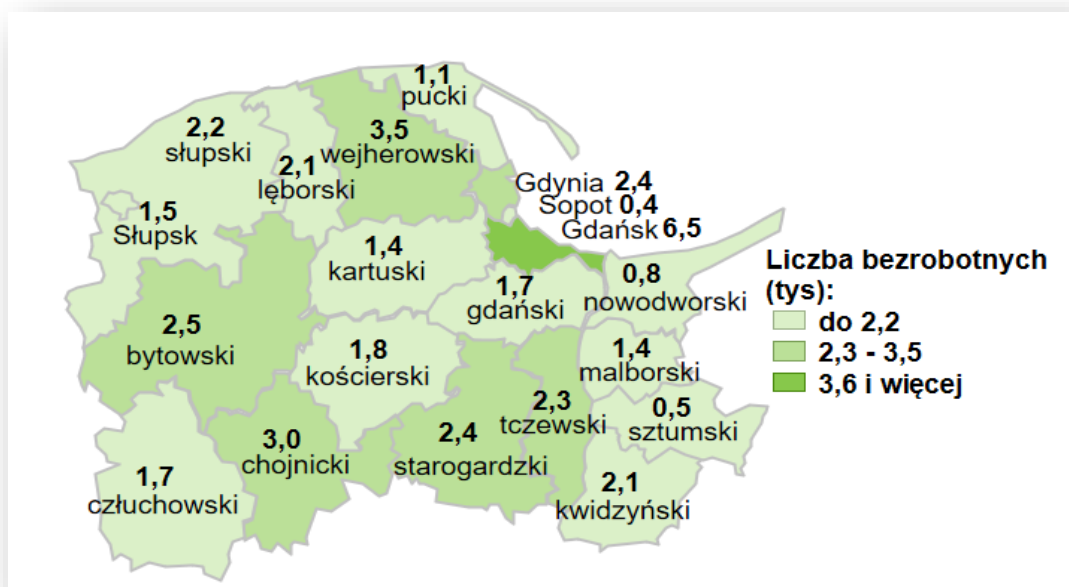 1,1
pucki
2,2
słupski
3,5
wejherowski
2,1
lęborski
Gdynia 2,4
Sopot 0,4
Gdańsk 6,5
1,5
Słupsk
1,4
kartuski
1,7
gdański
0,8
nowodworski
2,5
bytowski
1,8
kościerski
1,4
malborski
2,3
tczewski
0,5
sztumski
3,0
chojnicki
2,4
starogardzki
1,7
człuchowski
2,1
kwidzyński
Liczba bezrobotnych
(tys):
do 2,2
2,3 - 3,5
3,6 i więcej